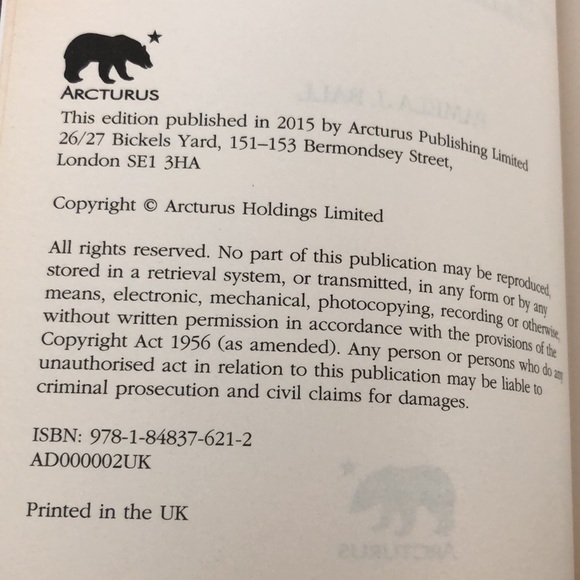 ARCTURUS
This edition published in 2015 by Arcturus Publishing Limited
26/27 Bickels Yard, 151–153 Bermondsey Street,
London SE1 3HA
Copyright © Arcturus Holdings Limited
All rights reserved. No part of this publication may be reproduced,
stored in a retrieval system, or transmitted, in any form or by any
means, electronic, mechanical, photocopying, recording or otherwise,
without written permission in accordance with the provisions of the
Copyright Act 1956 (as amended). Any person or persons who do any
unauthorised act in relation to this publication may be liable to
criminal prosecution and civil claims for damages.
ISBN: 978-1-84837-621-2
AD000002UK
Printed in the UK
PAMELA J. BALL
ARCTURUS